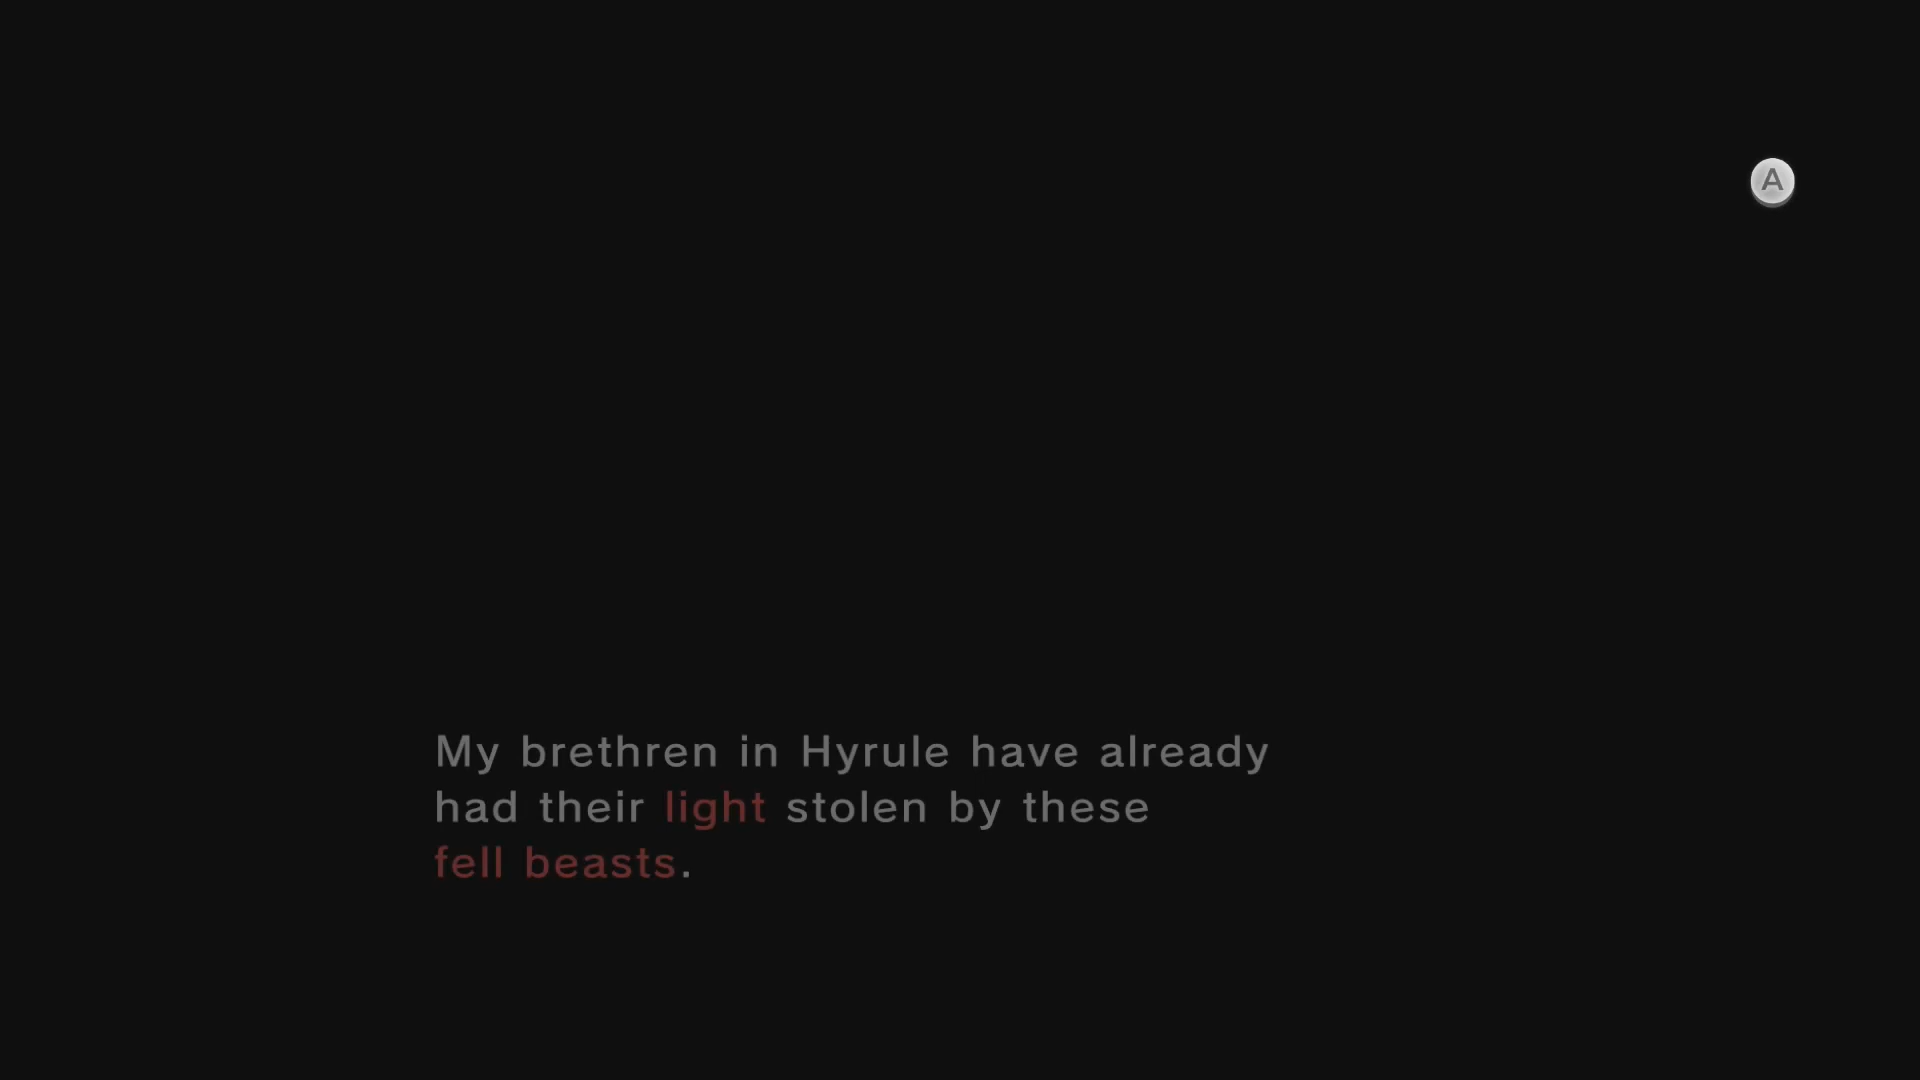 A
My brethren in Hyrule have already
had their light stolen by these
fell beasts.